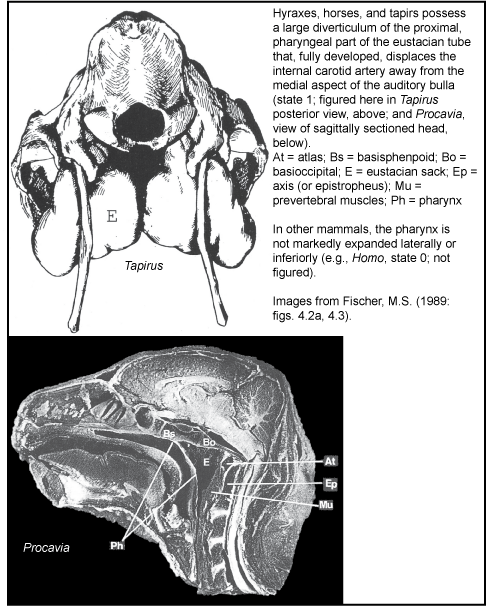 Hyraxes, horses, and tapirs possess
a large diverticulum of the proximal,
pharyngeal part of the eustacian tube
that, fully developed, displaces the
internal carotid artery away from the
medial aspect of the auditory bulla
(state 1; figured here in Tapirus
posterior view, above; and Procavia,
view of sagittally sectioned head,
below).
At = atlas; Bs = basisphenpoid; Bo =
basioccipital; E = eustacian sack; Ep =
axis (or epistropheus); Mu =
prevertebral muscles; Ph = pharynx
In other mammals, the pharynx is
not markedly expanded laterally or
inferiorly (e.g., Homo, state 0; not
figured).
Images from Fischer, M.S. (1989:
figs. 4.2a, 4.3).
E
Tapirus
Bs
Bo
E
At
Ep
Mu
Ph
Procavia